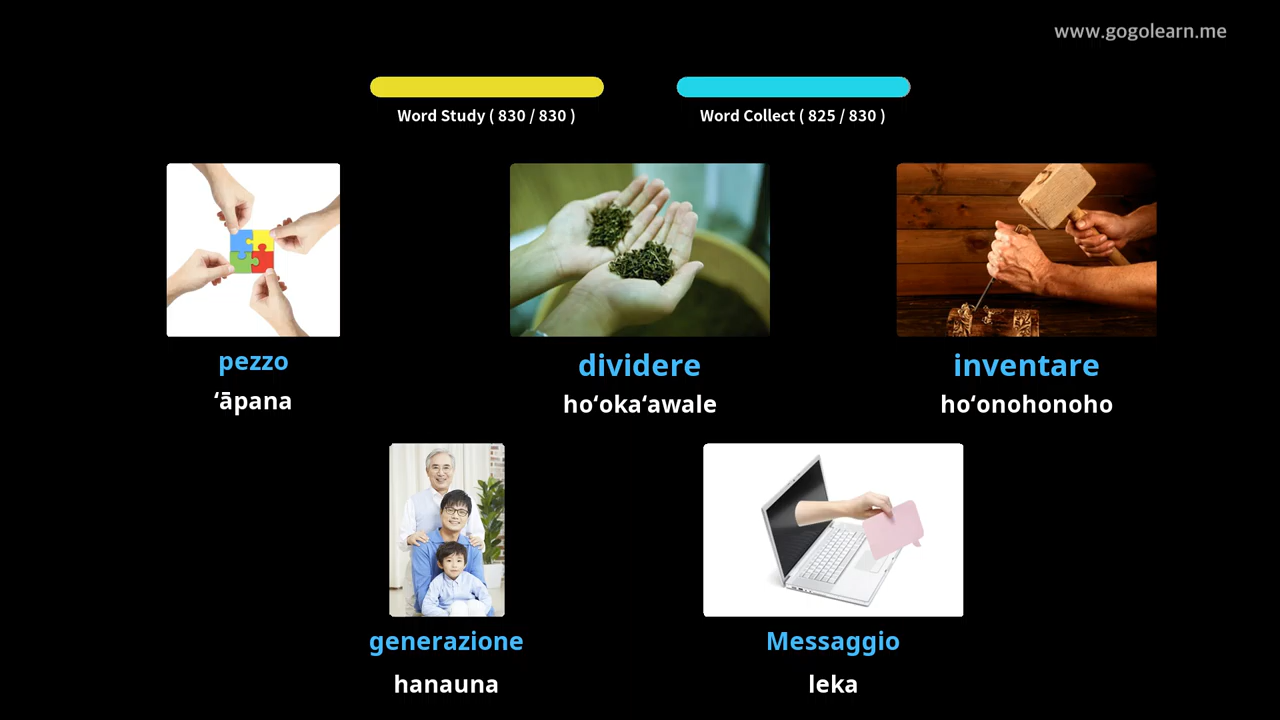 www.gogolearn.me
Word Study ( 830 / 830 )
Word Collect ( 825 / 830 )
pezzo
ʻāpana
dividere
hoʻokaʻawale
inventare
hoʻonohonoho
generazione
hanauna
Messaggio
leka